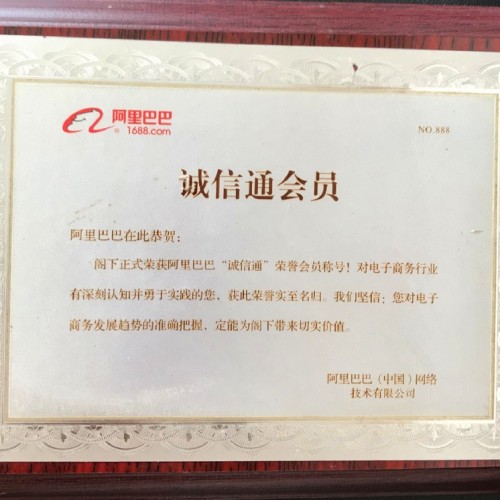 阿里巴巴
1688.com
NO.888
诚信通会员
阿里巴巴在此恭贺：
阁下正式荣获阿里巴巴“诚信通”荣誉会员称号！对电子商务行业
有深刻认知并勇于实践的您，获此荣誉实至名归。我们坚信：您对电子
商务发展趋势的准确把握，定能为阁下带来切实价值。
阿里巴巴（中国）网络
技术有限公司